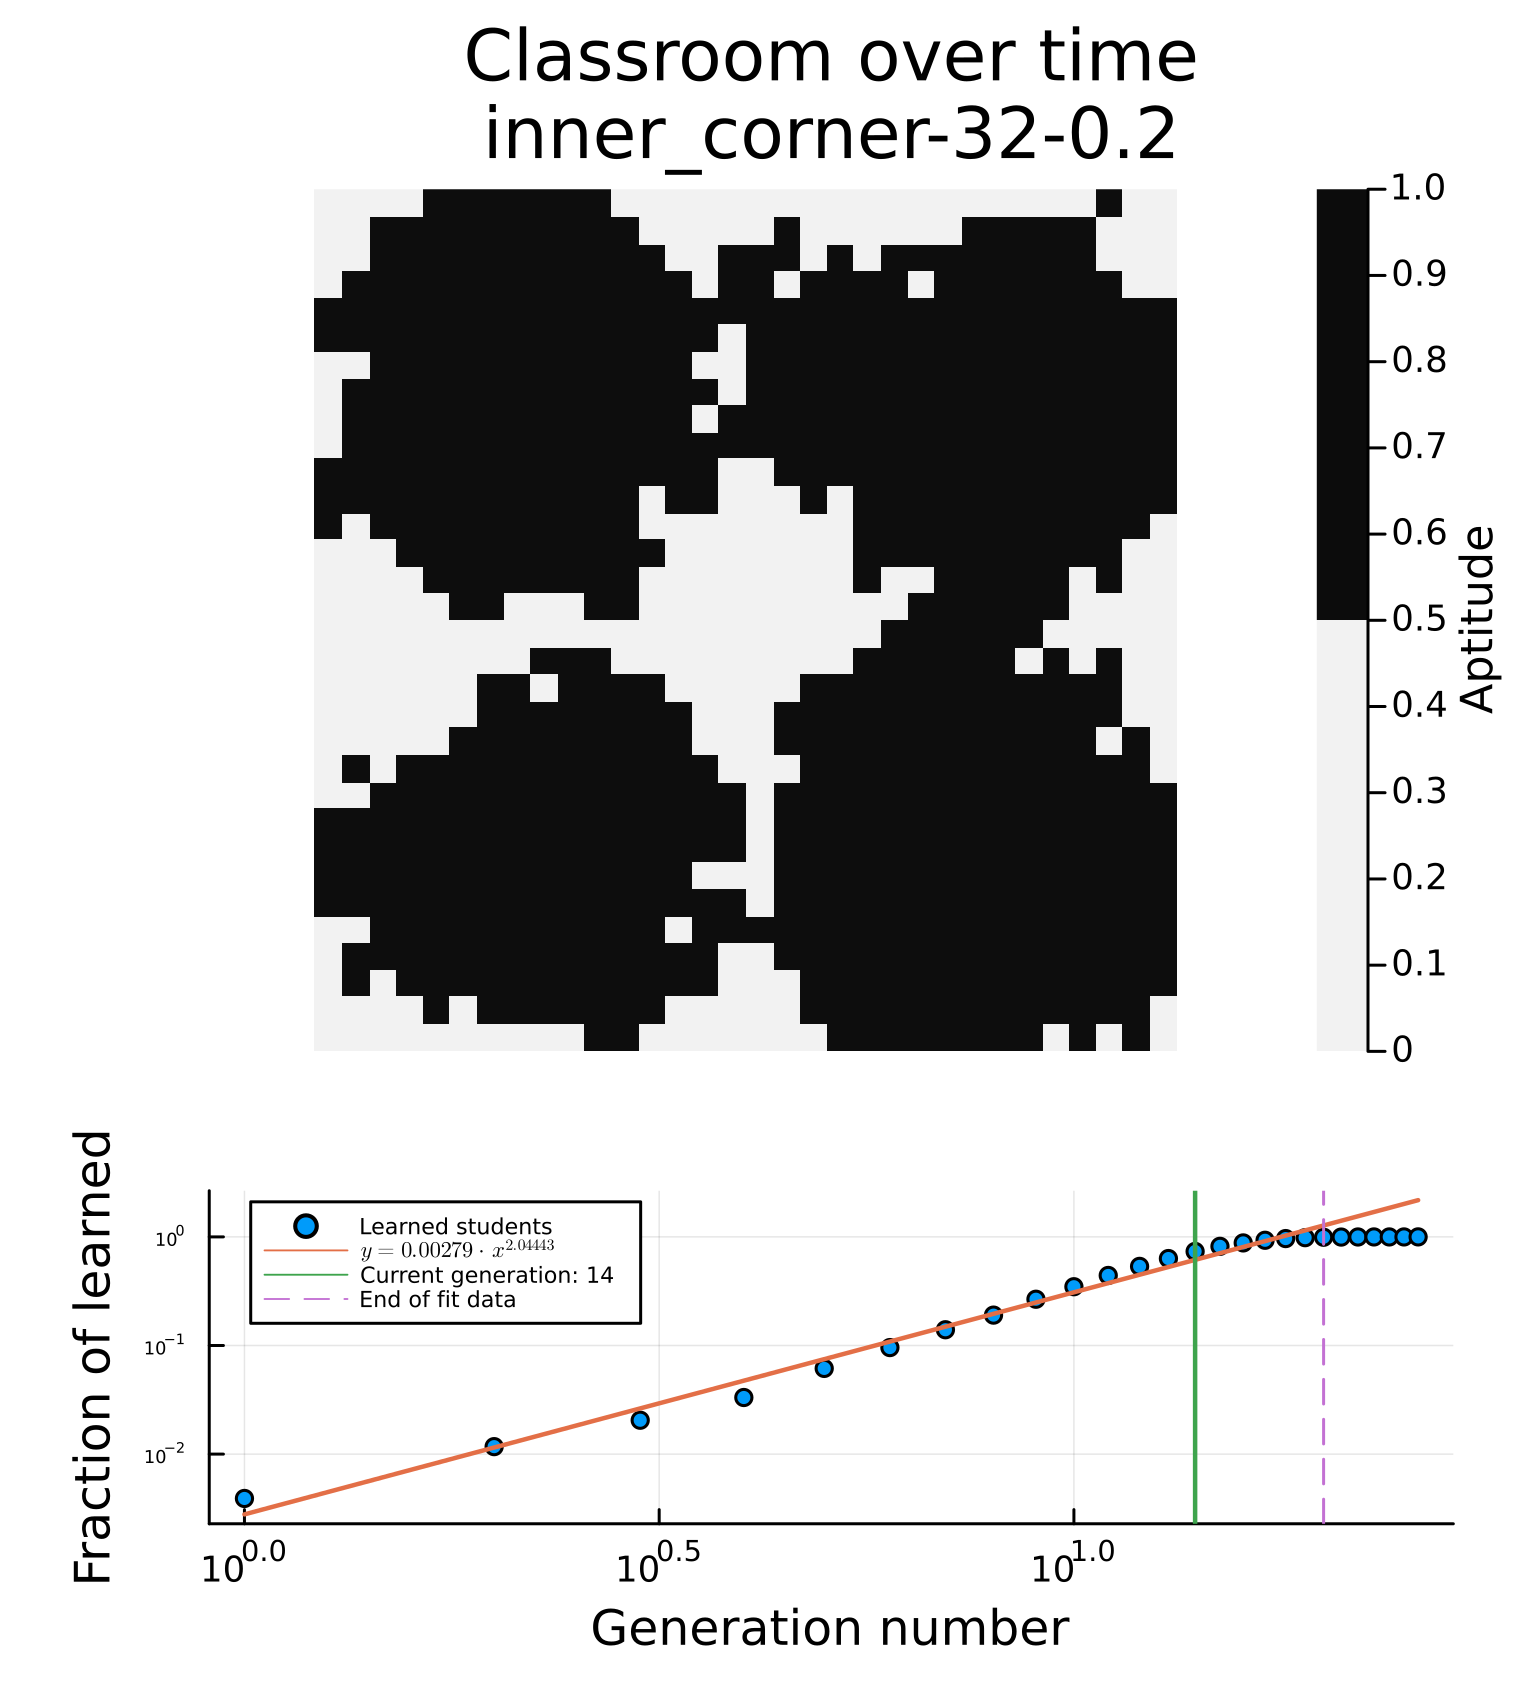 Classroom over time
inner_corner-32-0.2
1.0
0.9
0.8
0.7
0.6
0.5
0.4
0.3
0.2
0.1
0
Aptitude
Fraction of learned
10^0
10^-1
10^-2
Learned students
y = 0.00279 · x^2.04443
Current generation: 14
End of fit data
10^0.0
10^0.5
10^1.0
Generation number